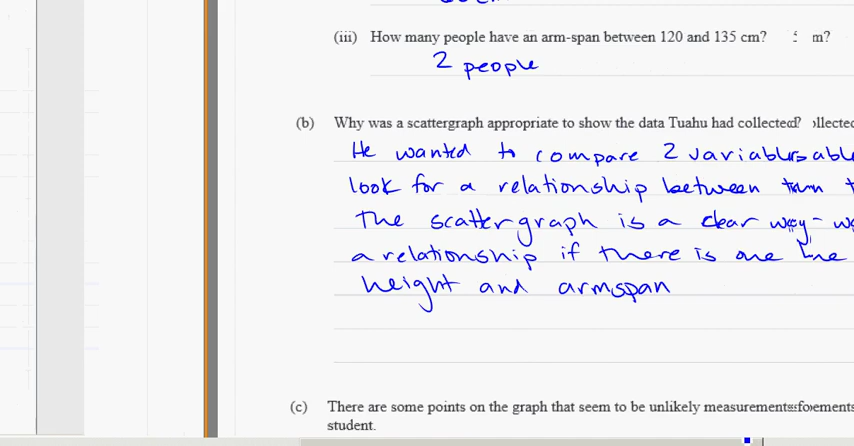 (iii) How many people have an arm-span between 120 and 135 cm? m?
2 people
(b) Why was a scattergraph appropriate to show the data Tuahu had collected?
He wanted to compare 2 variables
look for a relationship between
The scattergraph is a clear way
a relationship if there is one
height and armspan
(c) There are some points on the graph that seem to be unlikely measurements
student.